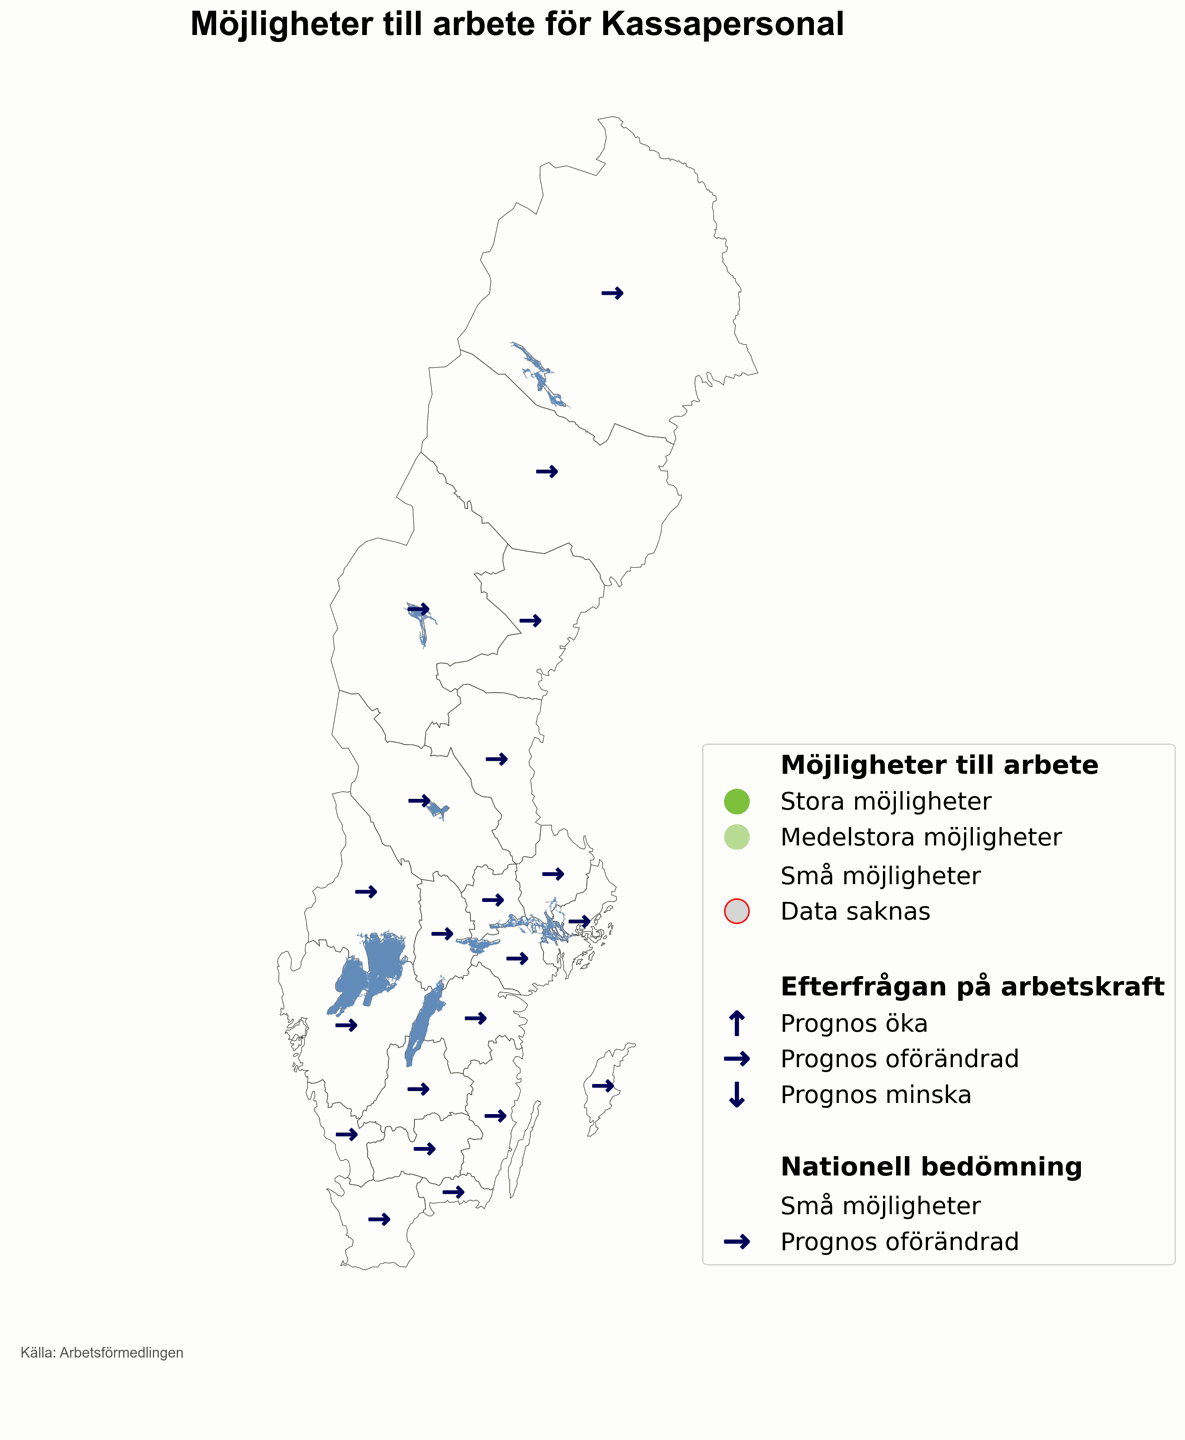 Möjligheter till arbete för Kassapersonal
Möjligheter till arbete
Stora möjligheter
Medelstora möjligheter
Små möjligheter
Data saknas
Efterfrågan på arbetskraft
Prognos öka
Prognos oförändrad
Prognos minska
Nationell bedömning
Små möjligheter
Prognos oförändrad
Källa: Arbetsförmedlingen